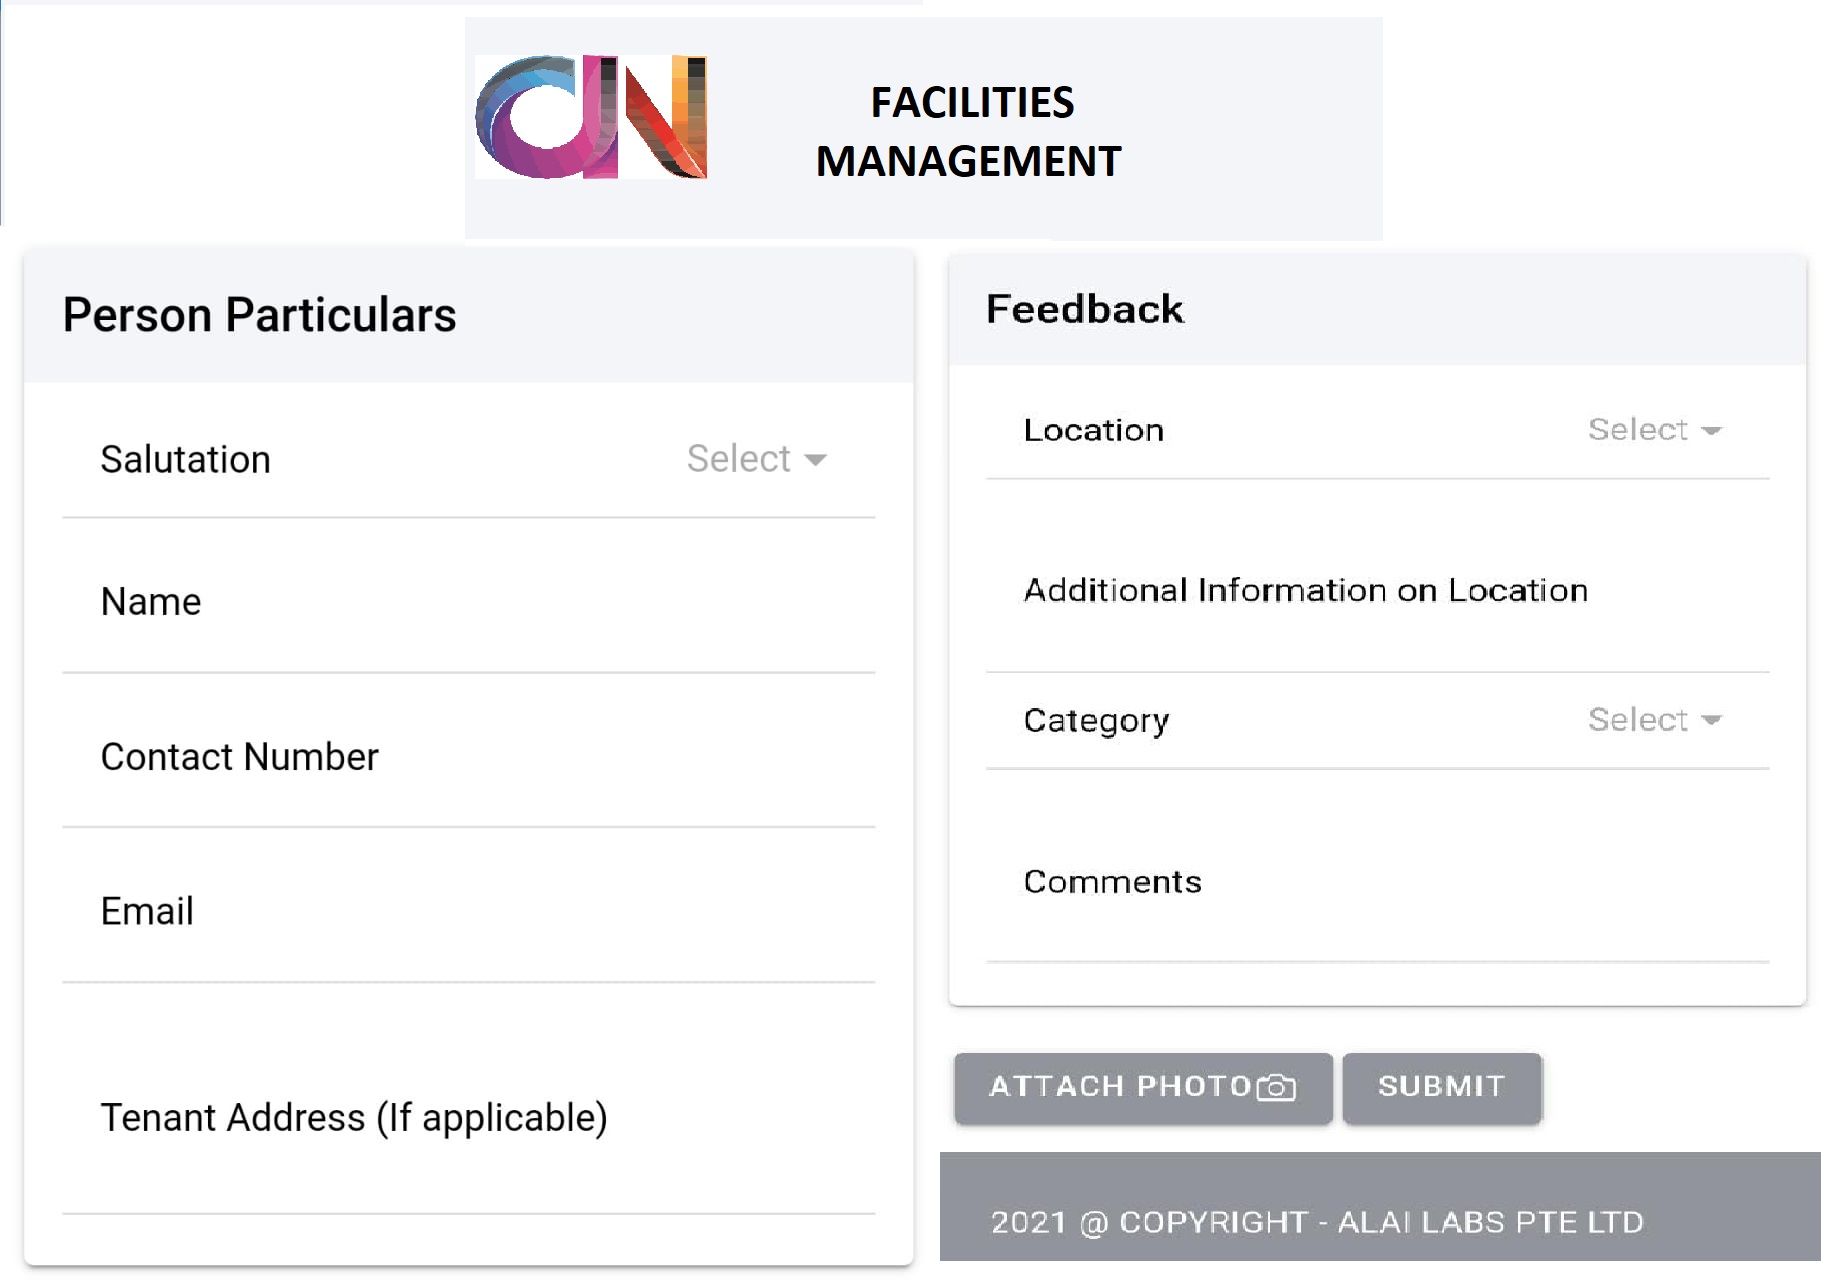 CIN
FACILITIES
MANAGEMENT
Person Particulars
Salutation Select
Name
Contact Number
Email
Tenant Address (If applicable)
Feedback
Location Select
Additional Information on Location
Category Select
Comments
ATTACH PHOTO SUBMIT
2021 @ COPYRIGHT - ALAI LABS PTE LTD